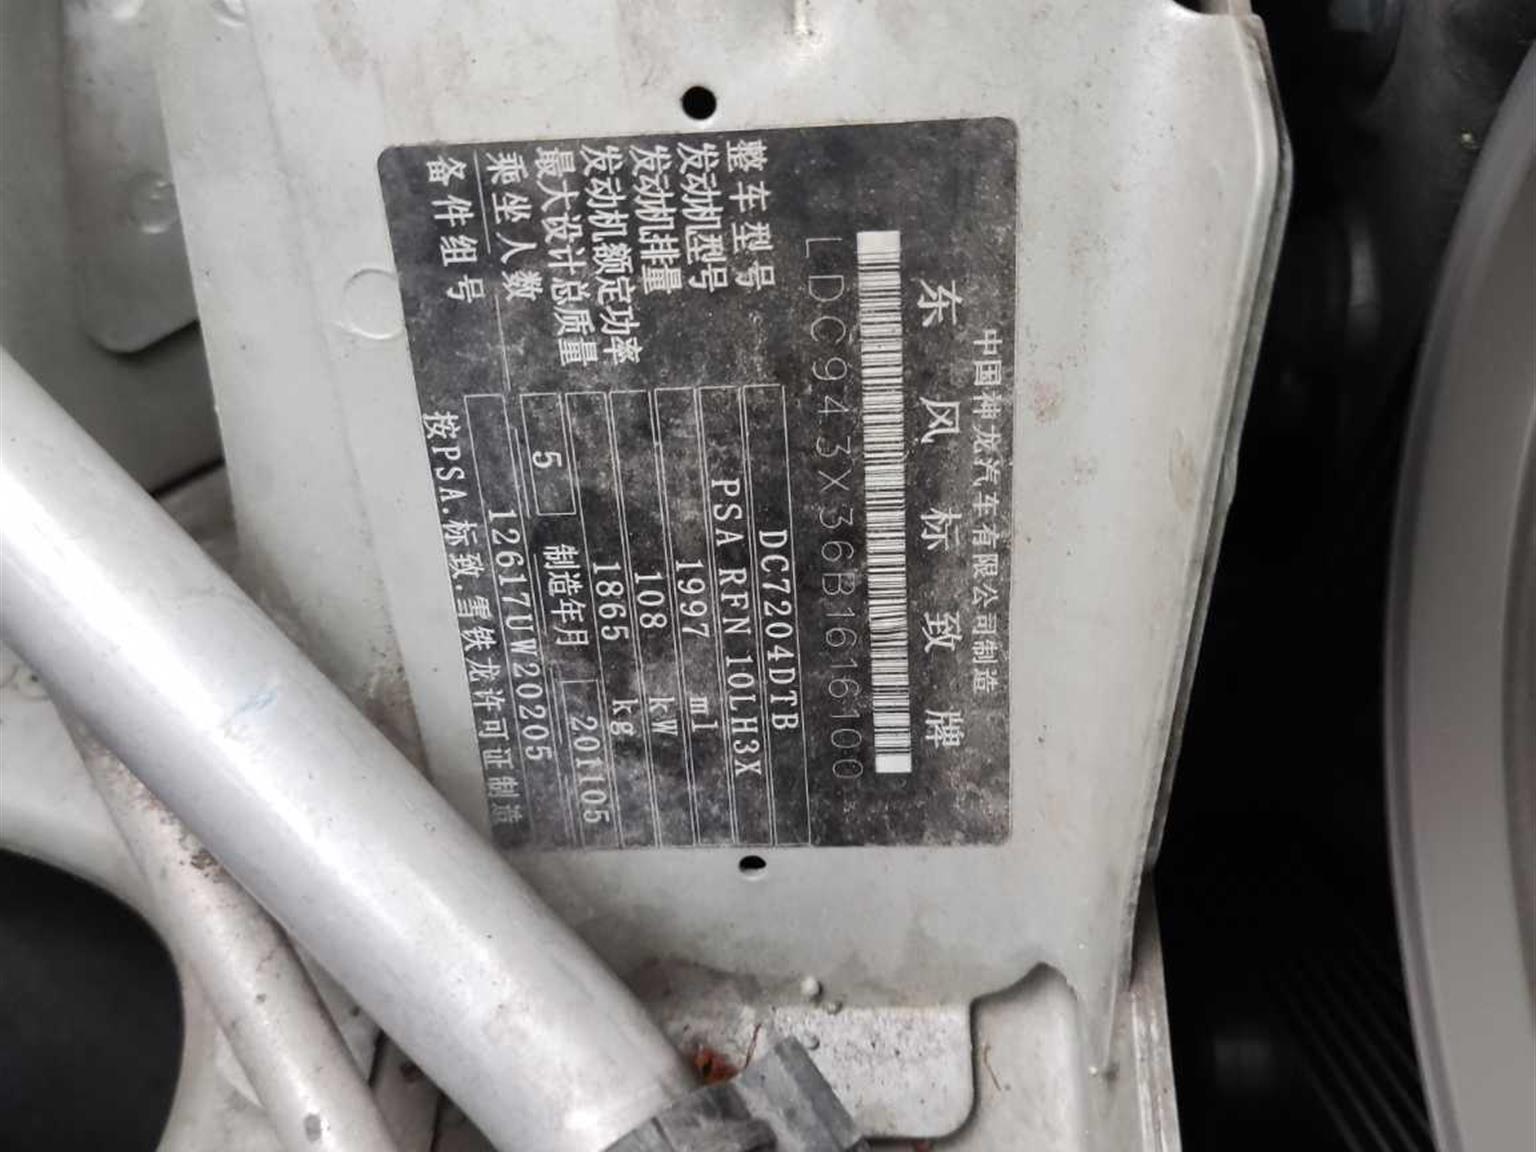 中国神龙汽车有限公司制造
东风标致牌
LDC943X36B1616100
整车型号 DC7204DTB
发动机型号 PSA RFN 10LH3X
发动机排量 1997 ml
发动机额定功率 108 kW
最大设计总质量 1865 kg
乘坐人数 5 制造年月 201105
备件组号 12617UW20205
按PSA.标致.雪铁龙许可证制造